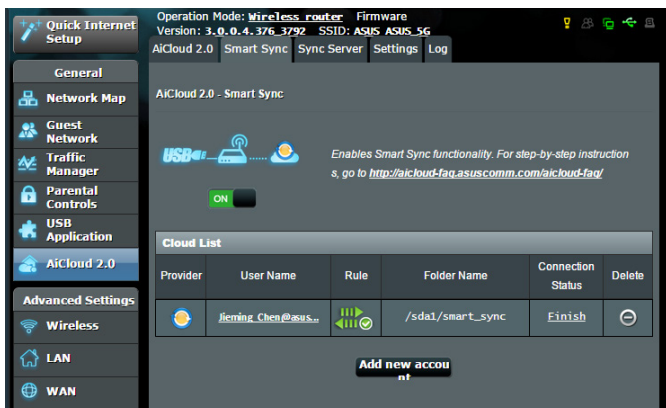 Quick Internet
Setup
Operation Mode: Wireless router Firmware
Version: 3.0.0.4.376_3792 SSID: ASUS ASUS_5G
AiCloud 2.0 Smart Sync Sync Server Settings Log
General
Network Map
Guest
Network
Traffic
Manager
Parental
Controls
USB
Application
AiCloud 2.0
Advanced Settings
Wireless
LAN
WAN
AiCloud 2.0 - Smart Sync
USB
Enables Smart Sync functionality. For step-by-step instruction
s, go to http://aicloud-faq.asuscomm.com/aicloud-faq/
ON
Cloud List
Provider User Name Rule Folder Name Connection Status Delete
Jieming_Chen@asus... /sda1/smart_sync Finish
Add new accou
nt